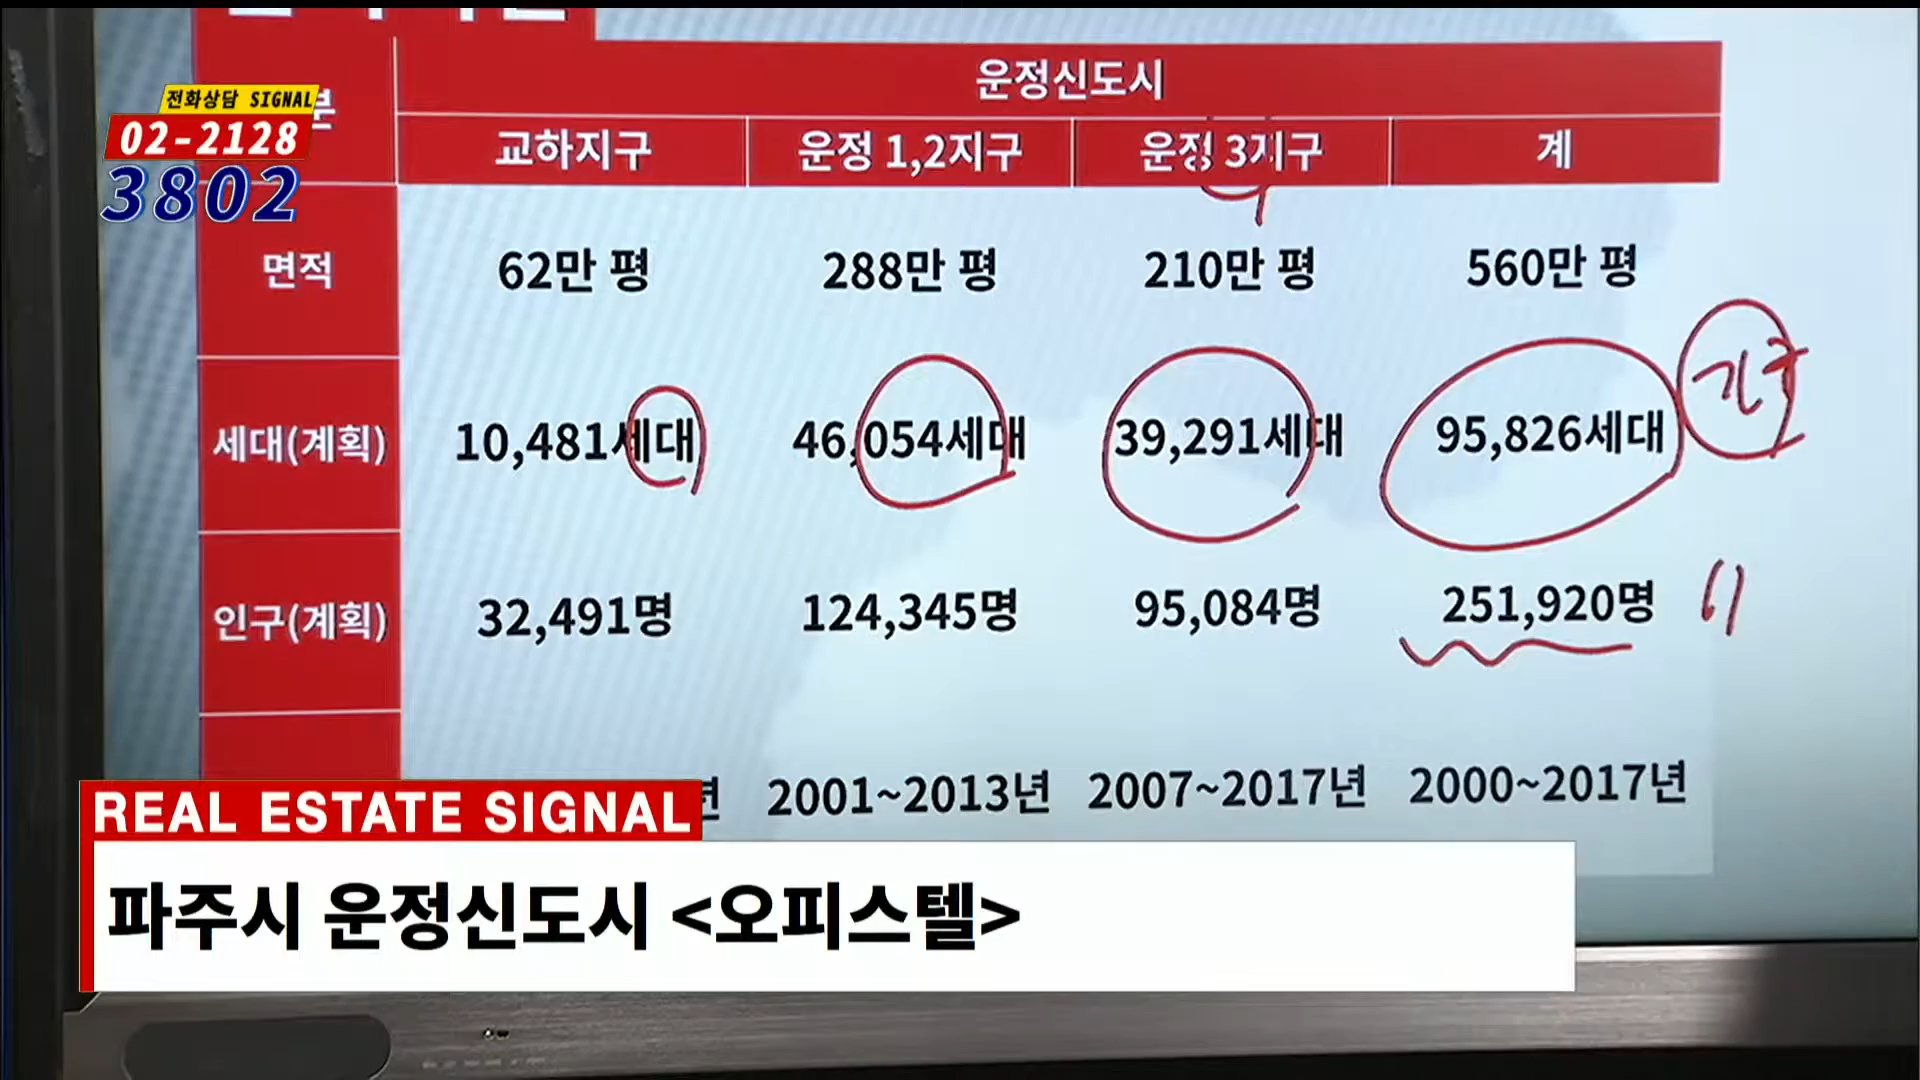 운정신도시
교하지구 운정 1,2지구 운정 3지구 계
면적 62만 평 288만 평 210만 평 560만 평
세대(계획) 10,481세대 46,054세대 39,291세대 95,826세대
인구(계획) 32,491명 124,345명 95,084명 251,920명
년 2001~2013년 2007~2017년 2000~2017년
전화상담 SIGNAL
02-2128
3802
REAL ESTATE SIGNAL
파주시 운정신도시 <오피스텔>